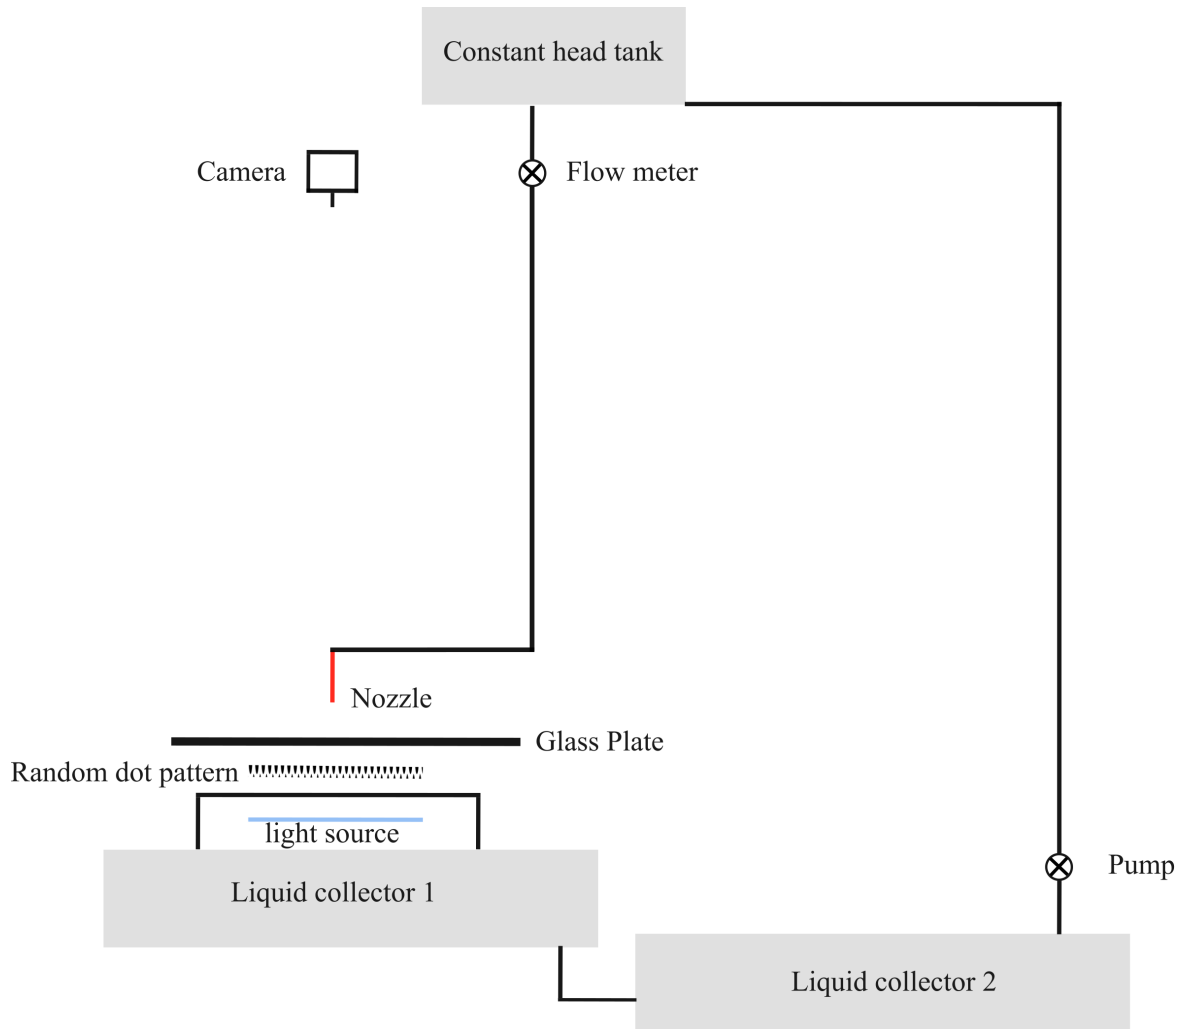 Constant head tank
Camera
Flow meter
Nozzle
Glass Plate
Random dot pattern
light source
Pump
Liquid collector 1
Liquid collector 2